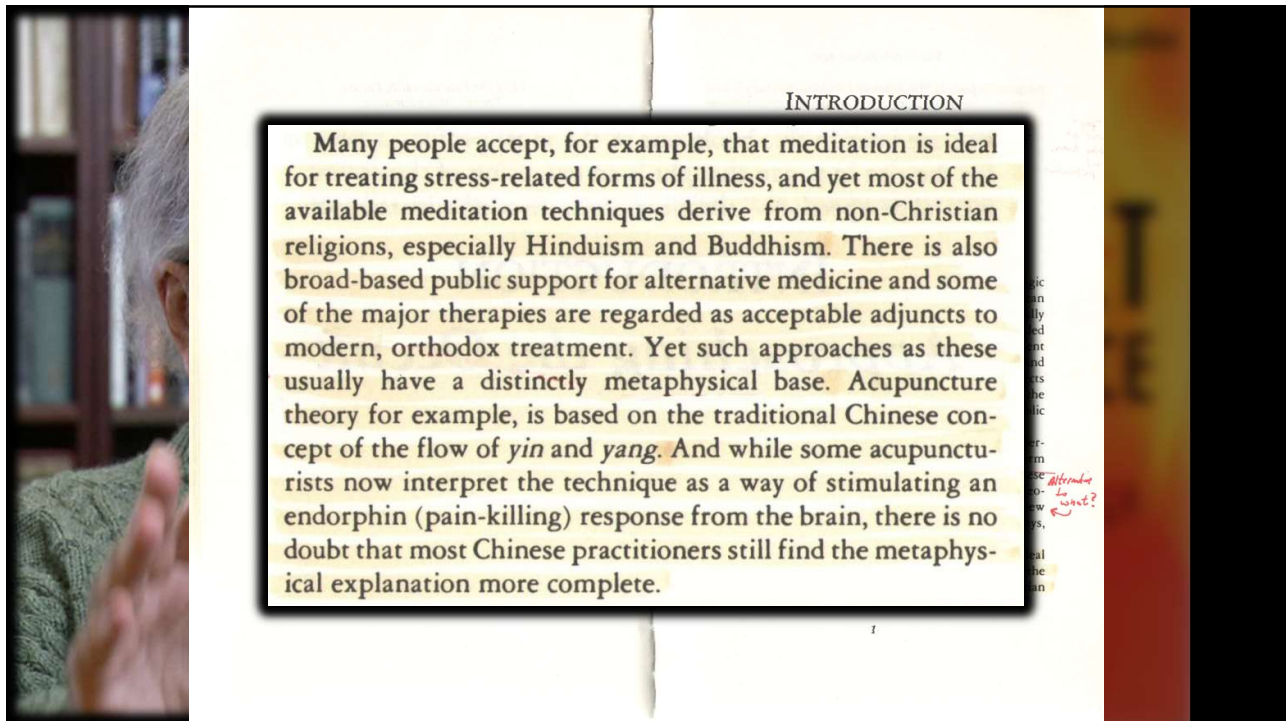 INTRODUCTION
Many people accept, for example, that meditation is ideal
for treating stress-related forms of illness, and yet most of the
available meditation techniques derive from non-Christian
religions, especially Hinduism and Buddhism. There is also
broad-based public support for alternative medicine and some
of the major therapies are regarded as acceptable adjuncts to
modern, orthodox treatment. Yet such approaches as these
usually have a distinctly metaphysical base. Acupuncture
theory for example, is based on the traditional Chinese con-
cept of the flow of yin and yang. And while some acupunctu-
rists now interpret the technique as a way of stimulating an
endorphin (pain-killing) response from the brain, there is no
doubt that most Chinese practitioners still find the metaphys-
ical explanation more complete.
Alternative
to
what?
1